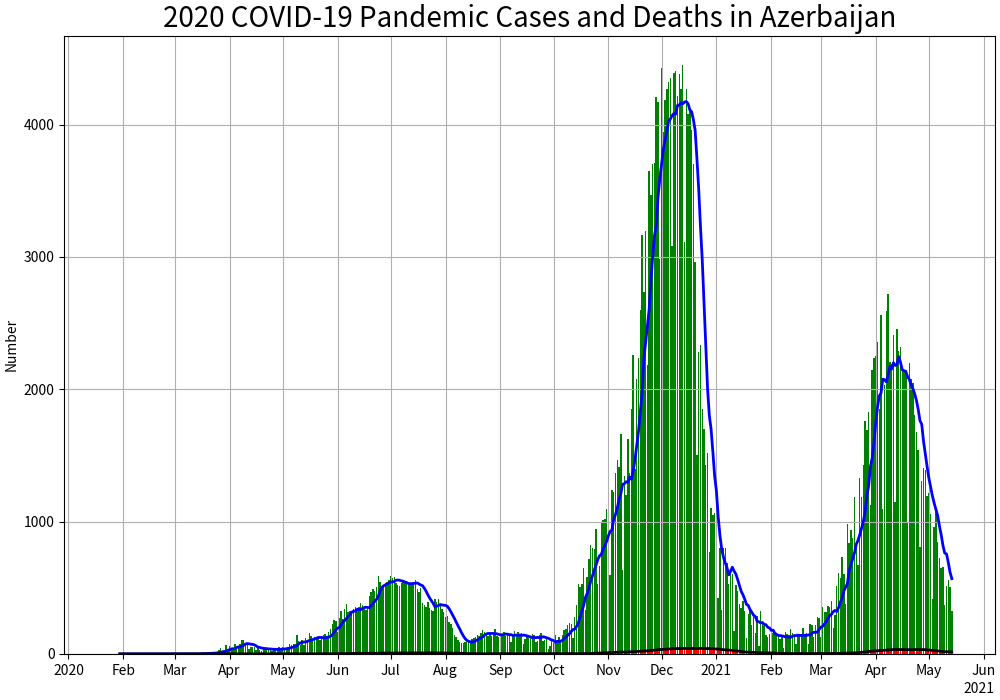 2020 COVID-19 Pandemic Cases and Deaths in Azerbaijan
Number
4000
3000
2000
1000
0
2020 Feb Mar Apr May Jun Jul Aug Sep Oct Nov Dec 2021 Feb Mar Apr May Jun
2021